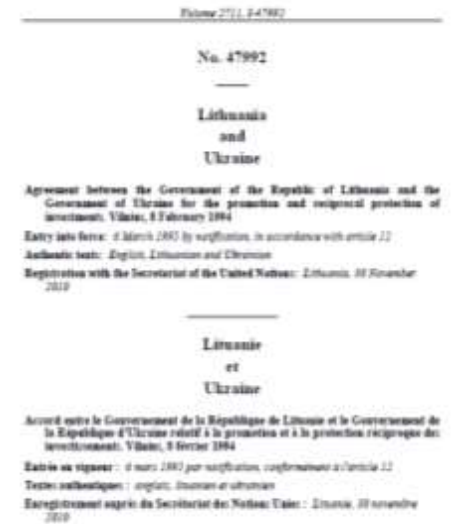 Volume 2711, I-47992
No. 47992
Lithuania
and
Ukraine
Agreement between the Government of the Republic of Lithuania and the
Government of Ukraine for the promotion and reciprocal protection of
investments. Vilnius, 8 February 1994
Entry into force: 6 March 1995 by notification, in accordance with article 12
Authentic texts: English, Lithuanian and Ukrainian
Registration with the Secretariat of the United Nations: Lithuania, 30 November
2010
Lituanie
et
Ukraine
Accord entre le Gouvernement de la République de Lituanie et le Gouvernement de
la République d'Ukraine relatif à la promotion et à la protection réciproque des
investissements. Vilnius, 8 février 1994
Entrée en vigueur : 6 mars 1995 par notification, conformément à l'article 12
Textes authentiques : anglais, lituanien et ukrainien
Enregistrement auprès du Secrétariat des Nations Unies : Lituanie, 30 novembre
2010